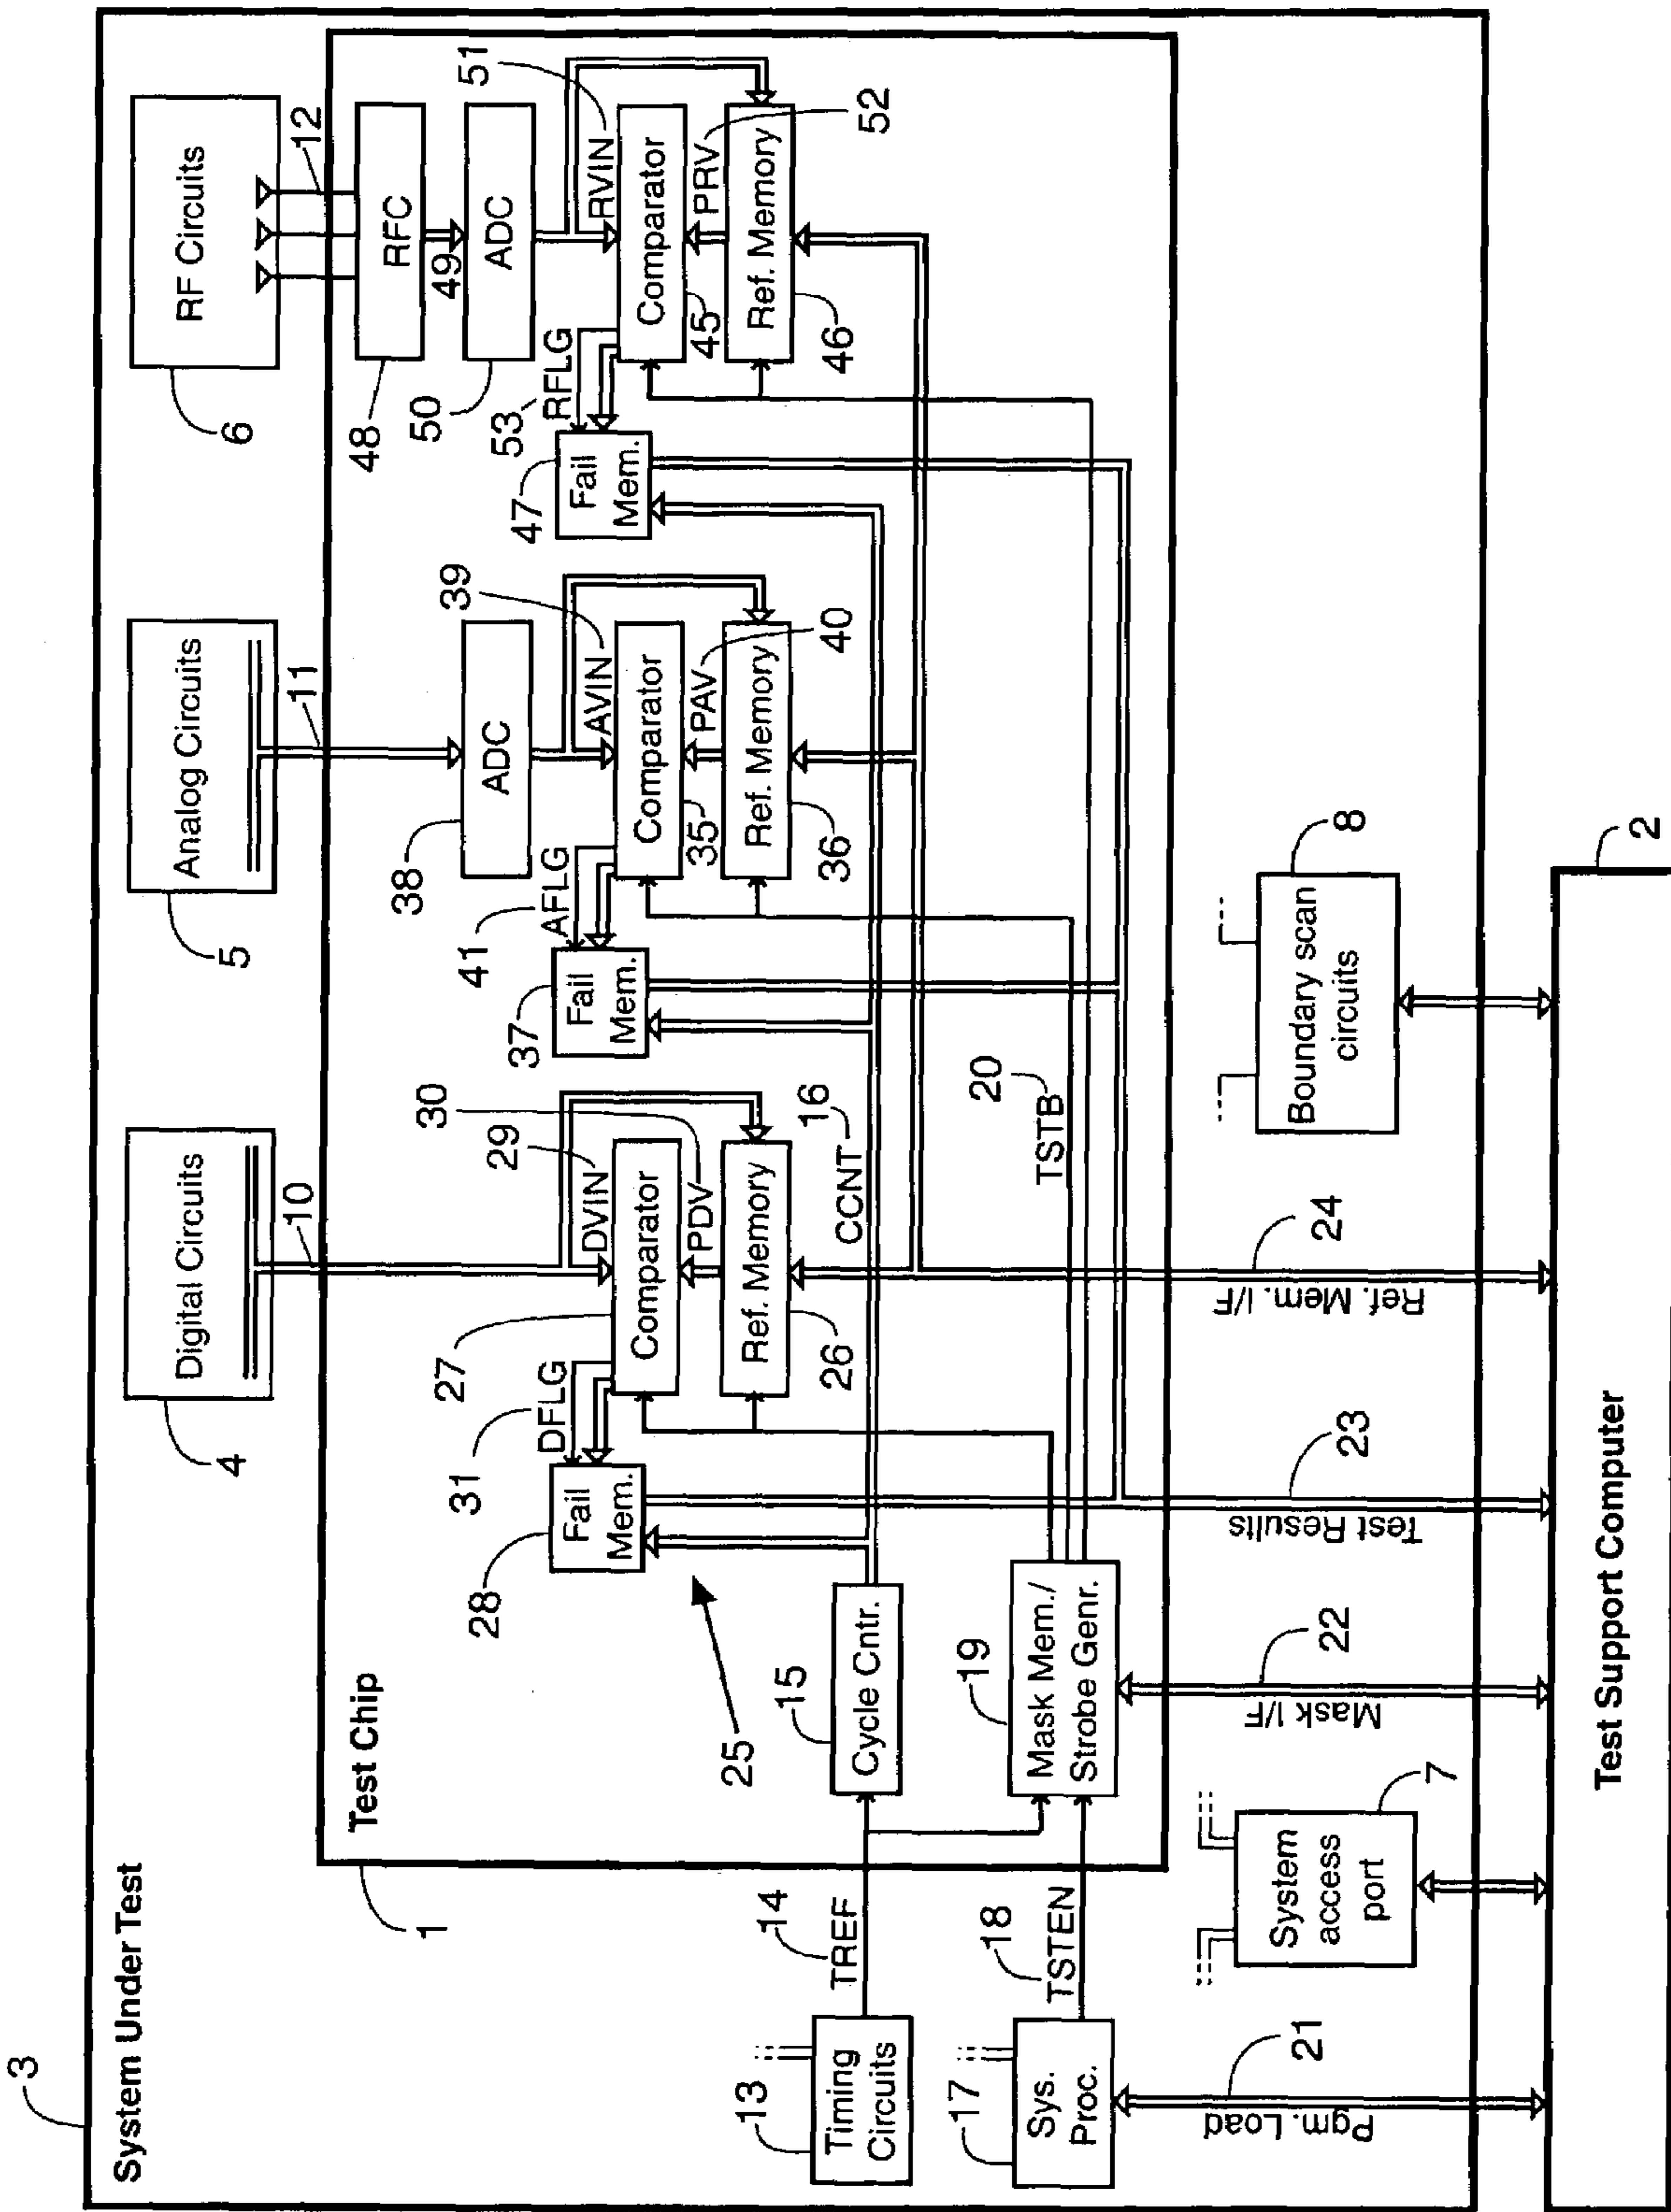 3
System Under Test
4
Digital Circuits
10
5
Analog Circuits
11
6
RF Circuits
12
1
Test Chip
48
RFC
49
38
ADC
50
ADC
31
DFLG
27
DVIN
29
30
Comparator
PDV
Ref. Memory
26
28
Fail
Mem.
25
41
AFLG
AVIN
39
Comparator
35
PAV
40
Ref. Memory
36
37
Fail
Mem.
53
RFLG
RVIN
51
Comparator
45
PRV
52
Ref. Memory
46
47
Fail
Mem.
13
Timing
Circuits
14
TREF
15
Cycle Cntr.
CCNT
16
17
Sys.
Proc.
18
TSTEN
19
Mask Mem./
Strobe Genr.
TSTB
20
Pgm. Load
21
System
access
port
7
Mask I/F
22
Test Results
23
Ref. Mem. I/F
24
Boundary scan
circuits
8
Test Support Computer
2